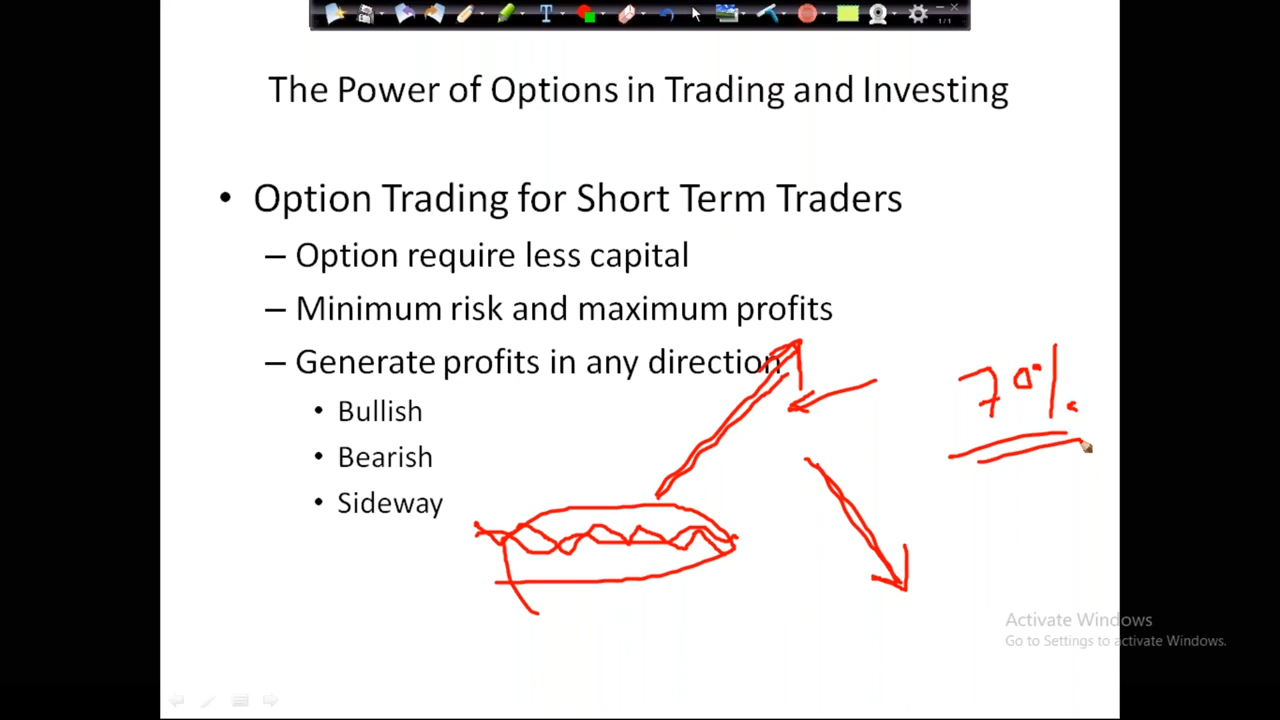 1/1
The Power of Options in Trading and Investing
• Option Trading for Short Term Traders
– Option require less capital
– Minimum risk and maximum profits
– Generate profits in any direction
• Bullish
• Bearish
• Sideway
70%.
Activate Windows
Go to Settings to activate Windows.